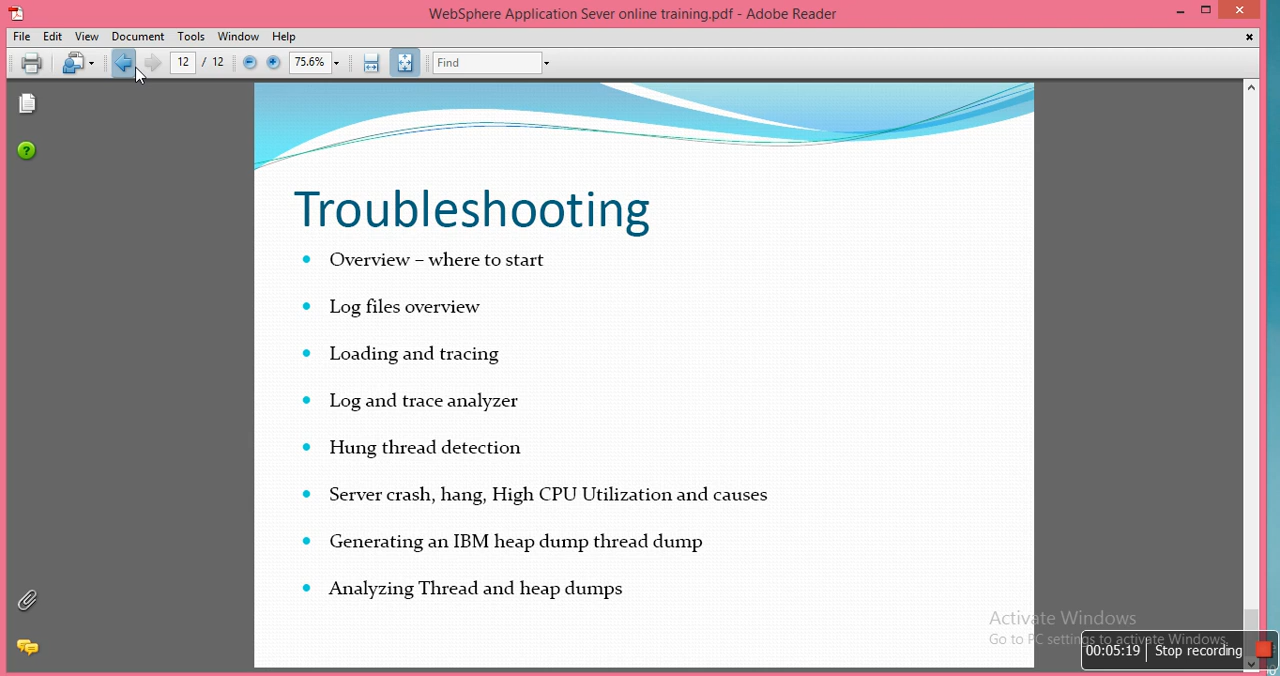 WebSphere Application Sever online training.pdf - Adobe Reader
File Edit View Document Tools Window Help
12 / 12 75.6% Find
Troubleshooting
• Overview – where to start
• Log files overview
• Loading and tracing
• Log and trace analyzer
• Hung thread detection
• Server crash, hang, High CPU Utilization and causes
• Generating an IBM heap dump thread dump
• Analyzing Thread and heap dumps
Activate Windows
Go to PC settings to activate Windows.
00:05:19 Stop recording